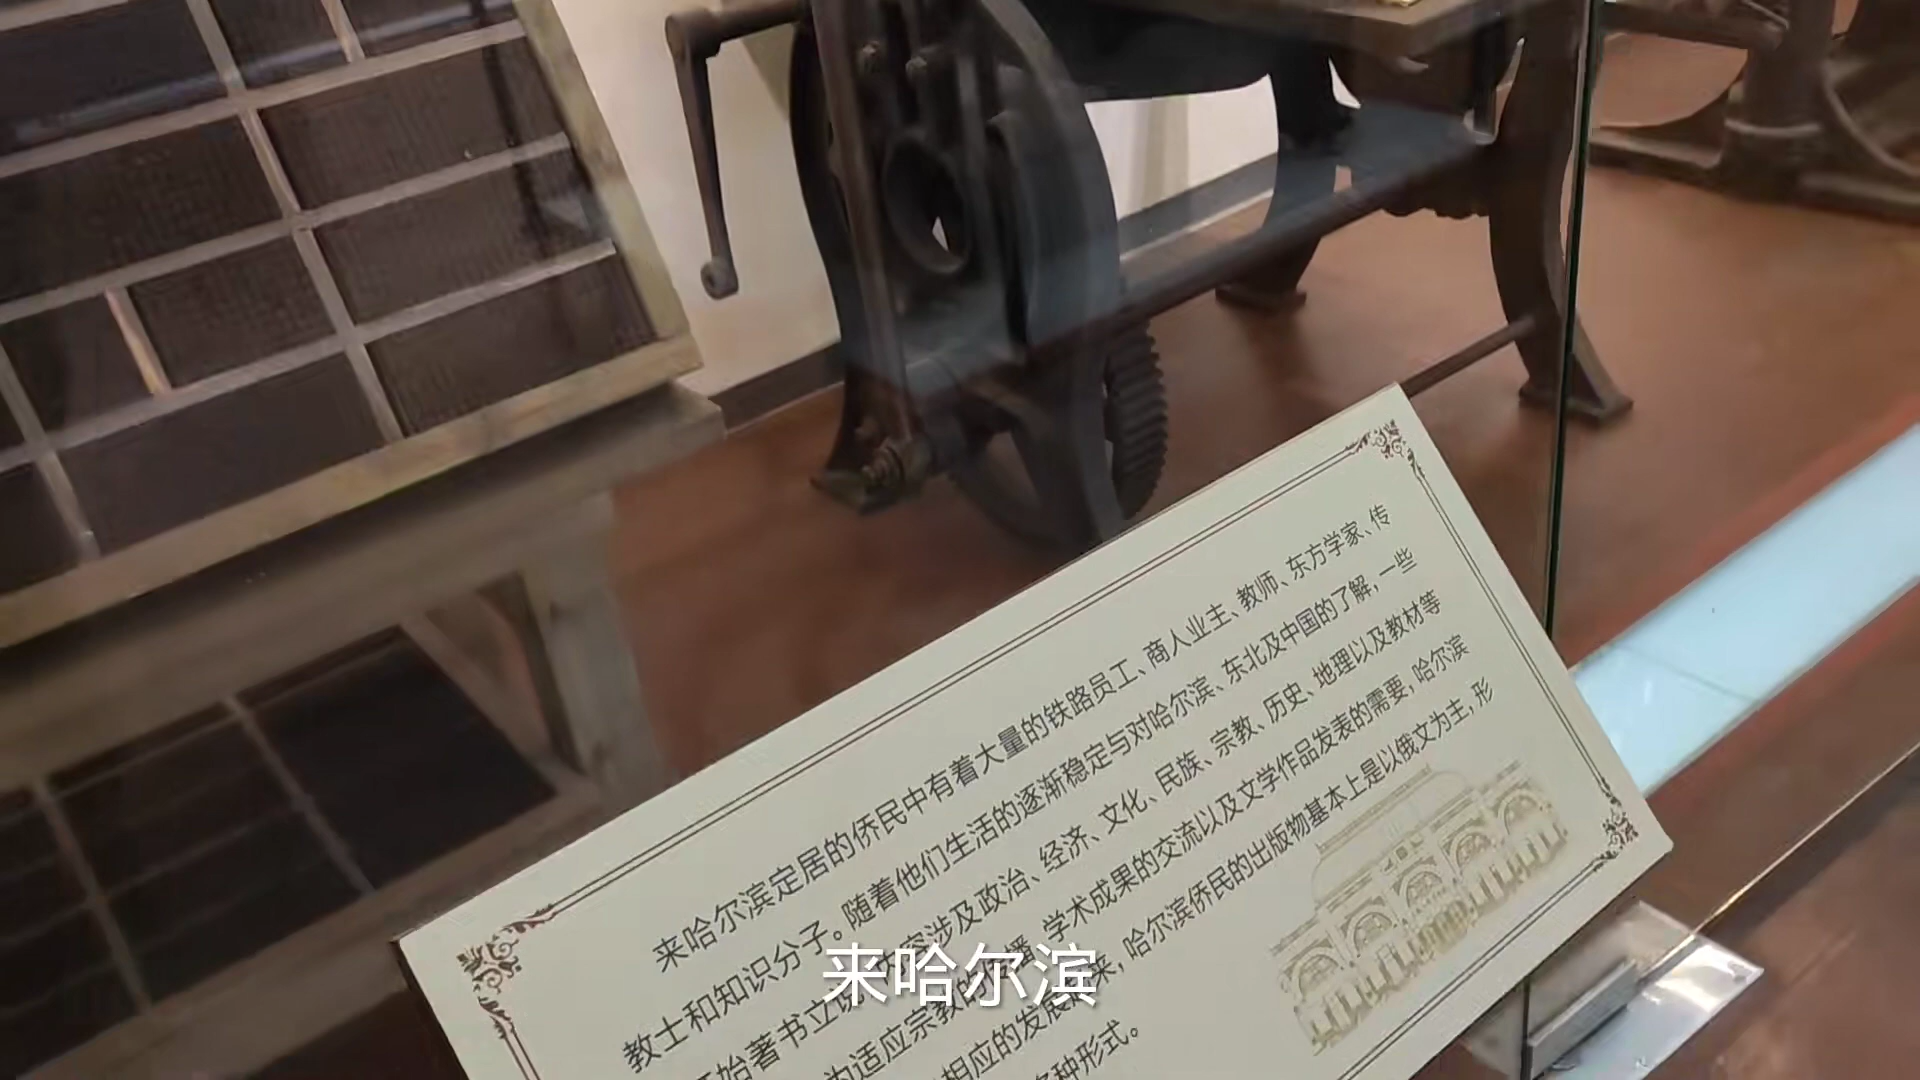 来哈尔滨定居的侨民中有着大量的铁路员工、商人业主、教师、东方学家、传
教士和知识分子。随着他们生活的逐渐稳定与对哈尔滨、东北及中国的了解，一些
始著书立说 内容涉及政治、经济、文化、民族、宗教、历史、地理以及教材等
为适应宗教的传播 学术成果的交流以及文学作品发表的需要，哈尔滨
相应的发展 来，哈尔滨侨民的出版物基本上是以俄文为主，形
种形式。
来哈尔滨